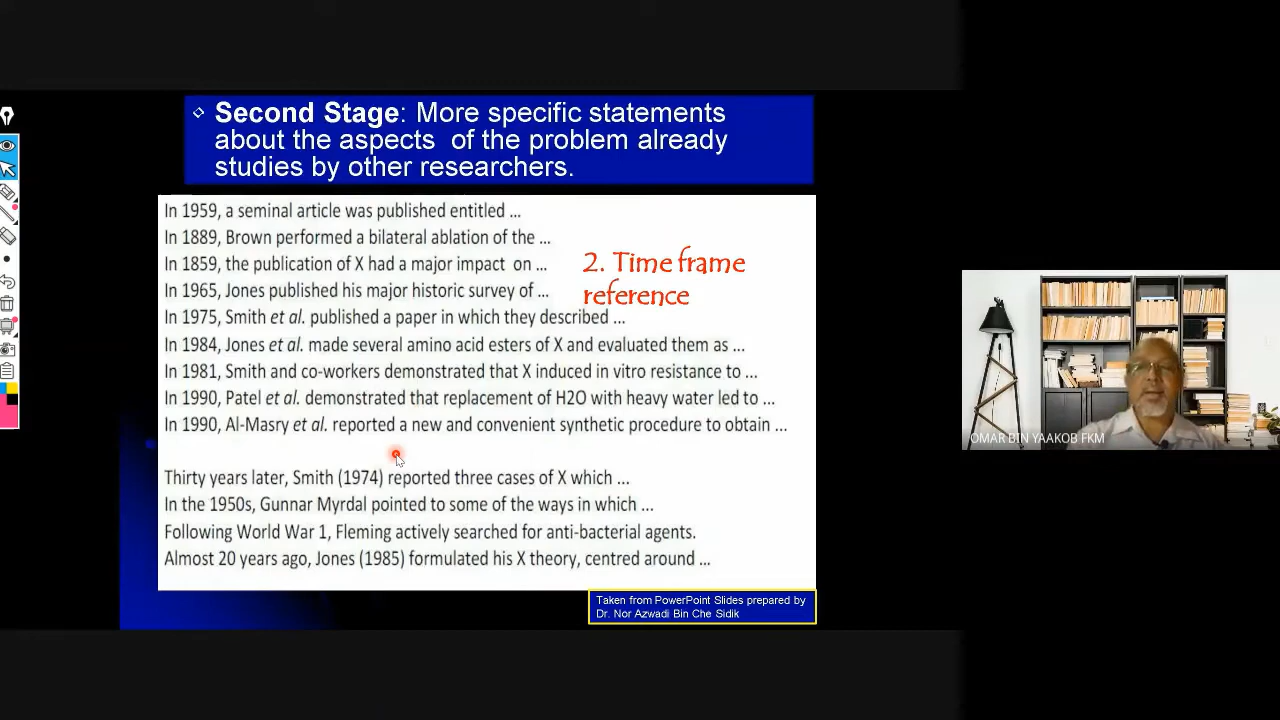 Second Stage: More specific statements
about the aspects of the problem already
studies by other researchers.
In 1959, a seminal article was published entitled ...
In 1889, Brown performed a bilateral ablation of the ...
In 1859, the publication of X had a major impact on ...
In 1965, Jones published his major historic survey of ...
In 1975, Smith et al. published a paper in which they described ...
In 1984, Jones et al. made several amino acid esters of X and evaluated them as ...
In 1981, Smith and co-workers demonstrated that X induced in vitro resistance to ...
In 1990, Patel et al. demonstrated that replacement of H2O with heavy water led to ...
In 1990, Al-Masry et al. reported a new and convenient synthetic procedure to obtain ...
2. Time frame
reference
Thirty years later, Smith (1974) reported three cases of X which ...
In the 1950s, Gunnar Myrdal pointed to some of the ways in which ...
Following World War 1, Fleming actively searched for anti-bacterial agents.
Almost 20 years ago, Jones (1985) formulated his X theory, centred around ...
Taken from PowerPoint Slides prepared by
Dr. Nor Azwadi Bin Che Sidik
OMAR BIN YAAKOB FKM